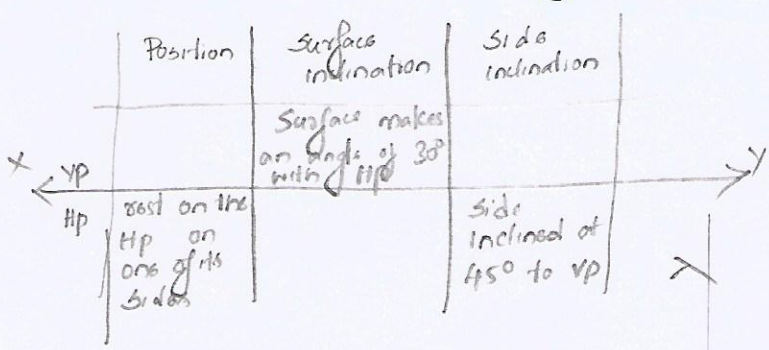 Position
Surface
inclination
Side
inclination
Surface makes
an angle of 30°
with Hp
X
VP
Y
Hp
rest on the
Hp on
one of its
sides
Side
inclined at
45° to VP